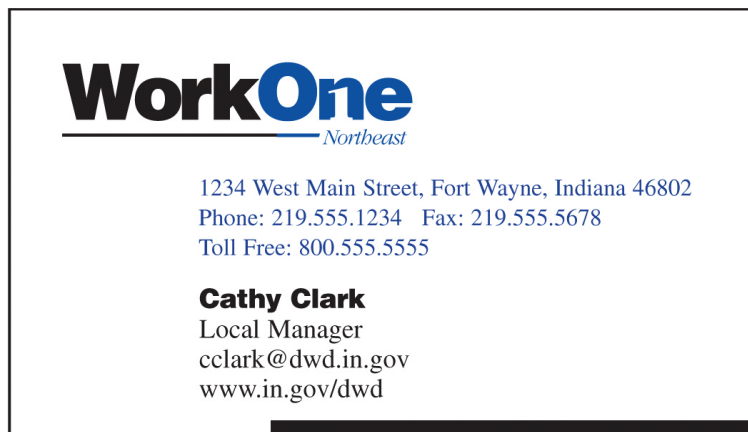 WorkOne
Northeast
1234 West Main Street, Fort Wayne, Indiana 46802
Phone: 219.555.1234   Fax: 219.555.5678
Toll Free: 800.555.5555
Cathy Clark
Local Manager
cclark@dwd.in.gov
www.in.gov/dwd